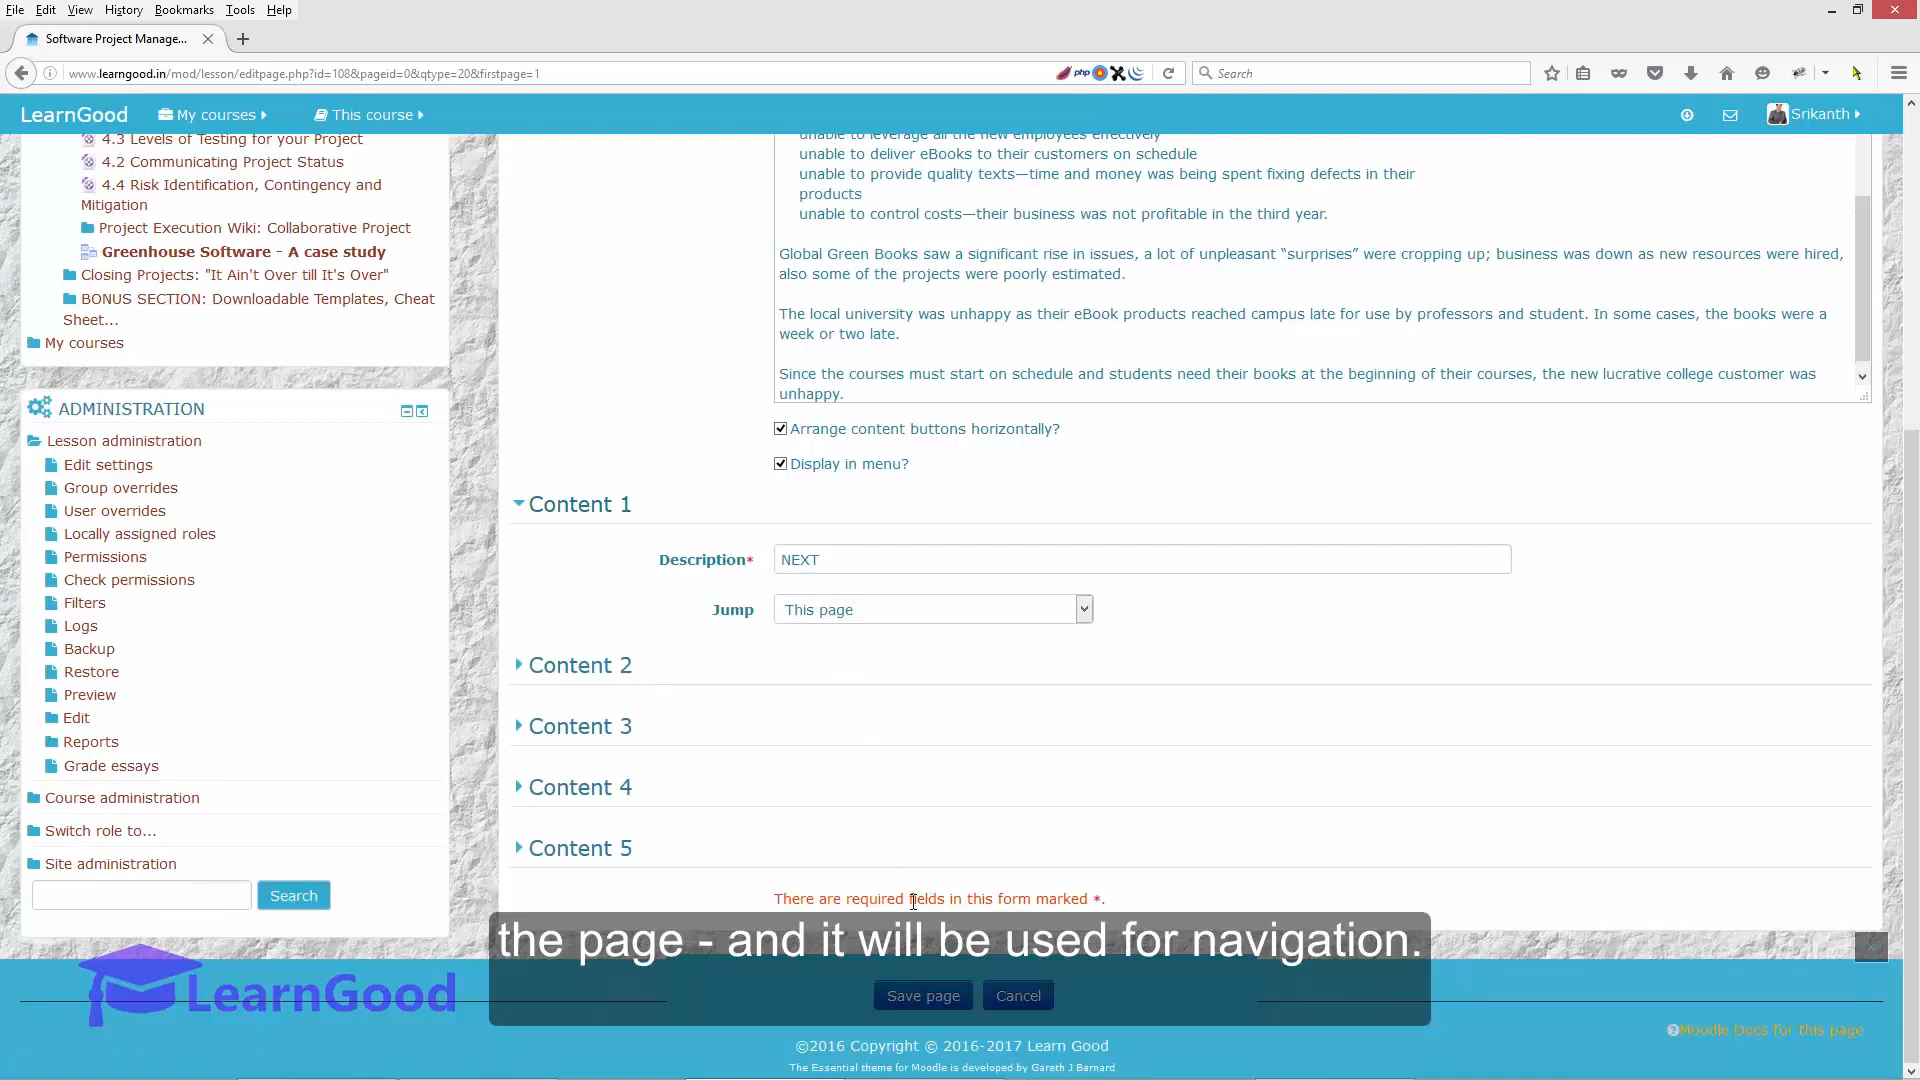 File Edit View History Bookmarks Tools Help
Software Project Manage...
www.learngood.in/mod/lesson/editpage.php?id=108&pageid=0&qtype=20&firstpage=1
php
Search
LearnGood My courses This course Srikanth
4.3 Levels of Testing for your Project
4.2 Communicating Project Status
4.4 Risk Identification, Contingency and
Mitigation
Project Execution Wiki: Collaborative Project
Greenhouse Software - A case study
Closing Projects: "It Ain't Over till It's Over"
BONUS SECTION: Downloadable Templates, Cheat
Sheet...
My courses
ADMINISTRATION
Lesson administration
Edit settings
Group overrides
User overrides
Locally assigned roles
Permissions
Check permissions
Filters
Logs
Backup
Restore
Preview
Edit
Reports
Grade essays
Course administration
Switch role to...
Site administration
Search
unable to leverage all the new employees effectively
unable to deliver eBooks to their customers on schedule
unable to provide quality texts—time and money was being spent fixing defects in their
products
unable to control costs—their business was not profitable in the third year.
Global Green Books saw a significant rise in issues, a lot of unpleasant “surprises” were cropping up; business was down as new resources were hired,
also some of the projects were poorly estimated.
The local university was unhappy as their eBook products reached campus late for use by professors and student. In some cases, the books were a
week or two late.
Since the courses must start on schedule and students need their books at the beginning of their courses, the new lucrative college customer was
unhappy.
Arrange content buttons horizontally?
Display in menu?
Content 1
Description* NEXT
Jump This page
Content 2
Content 3
Content 4
Content 5
There are required fields in this form marked *.
the page - and it will be used for navigation.
Save page Cancel
LearnGood
Moodle Docs for this page
©2016 Copyright © 2016-2017 Learn Good
The Essential theme for Moodle is developed by Gareth J Barnard